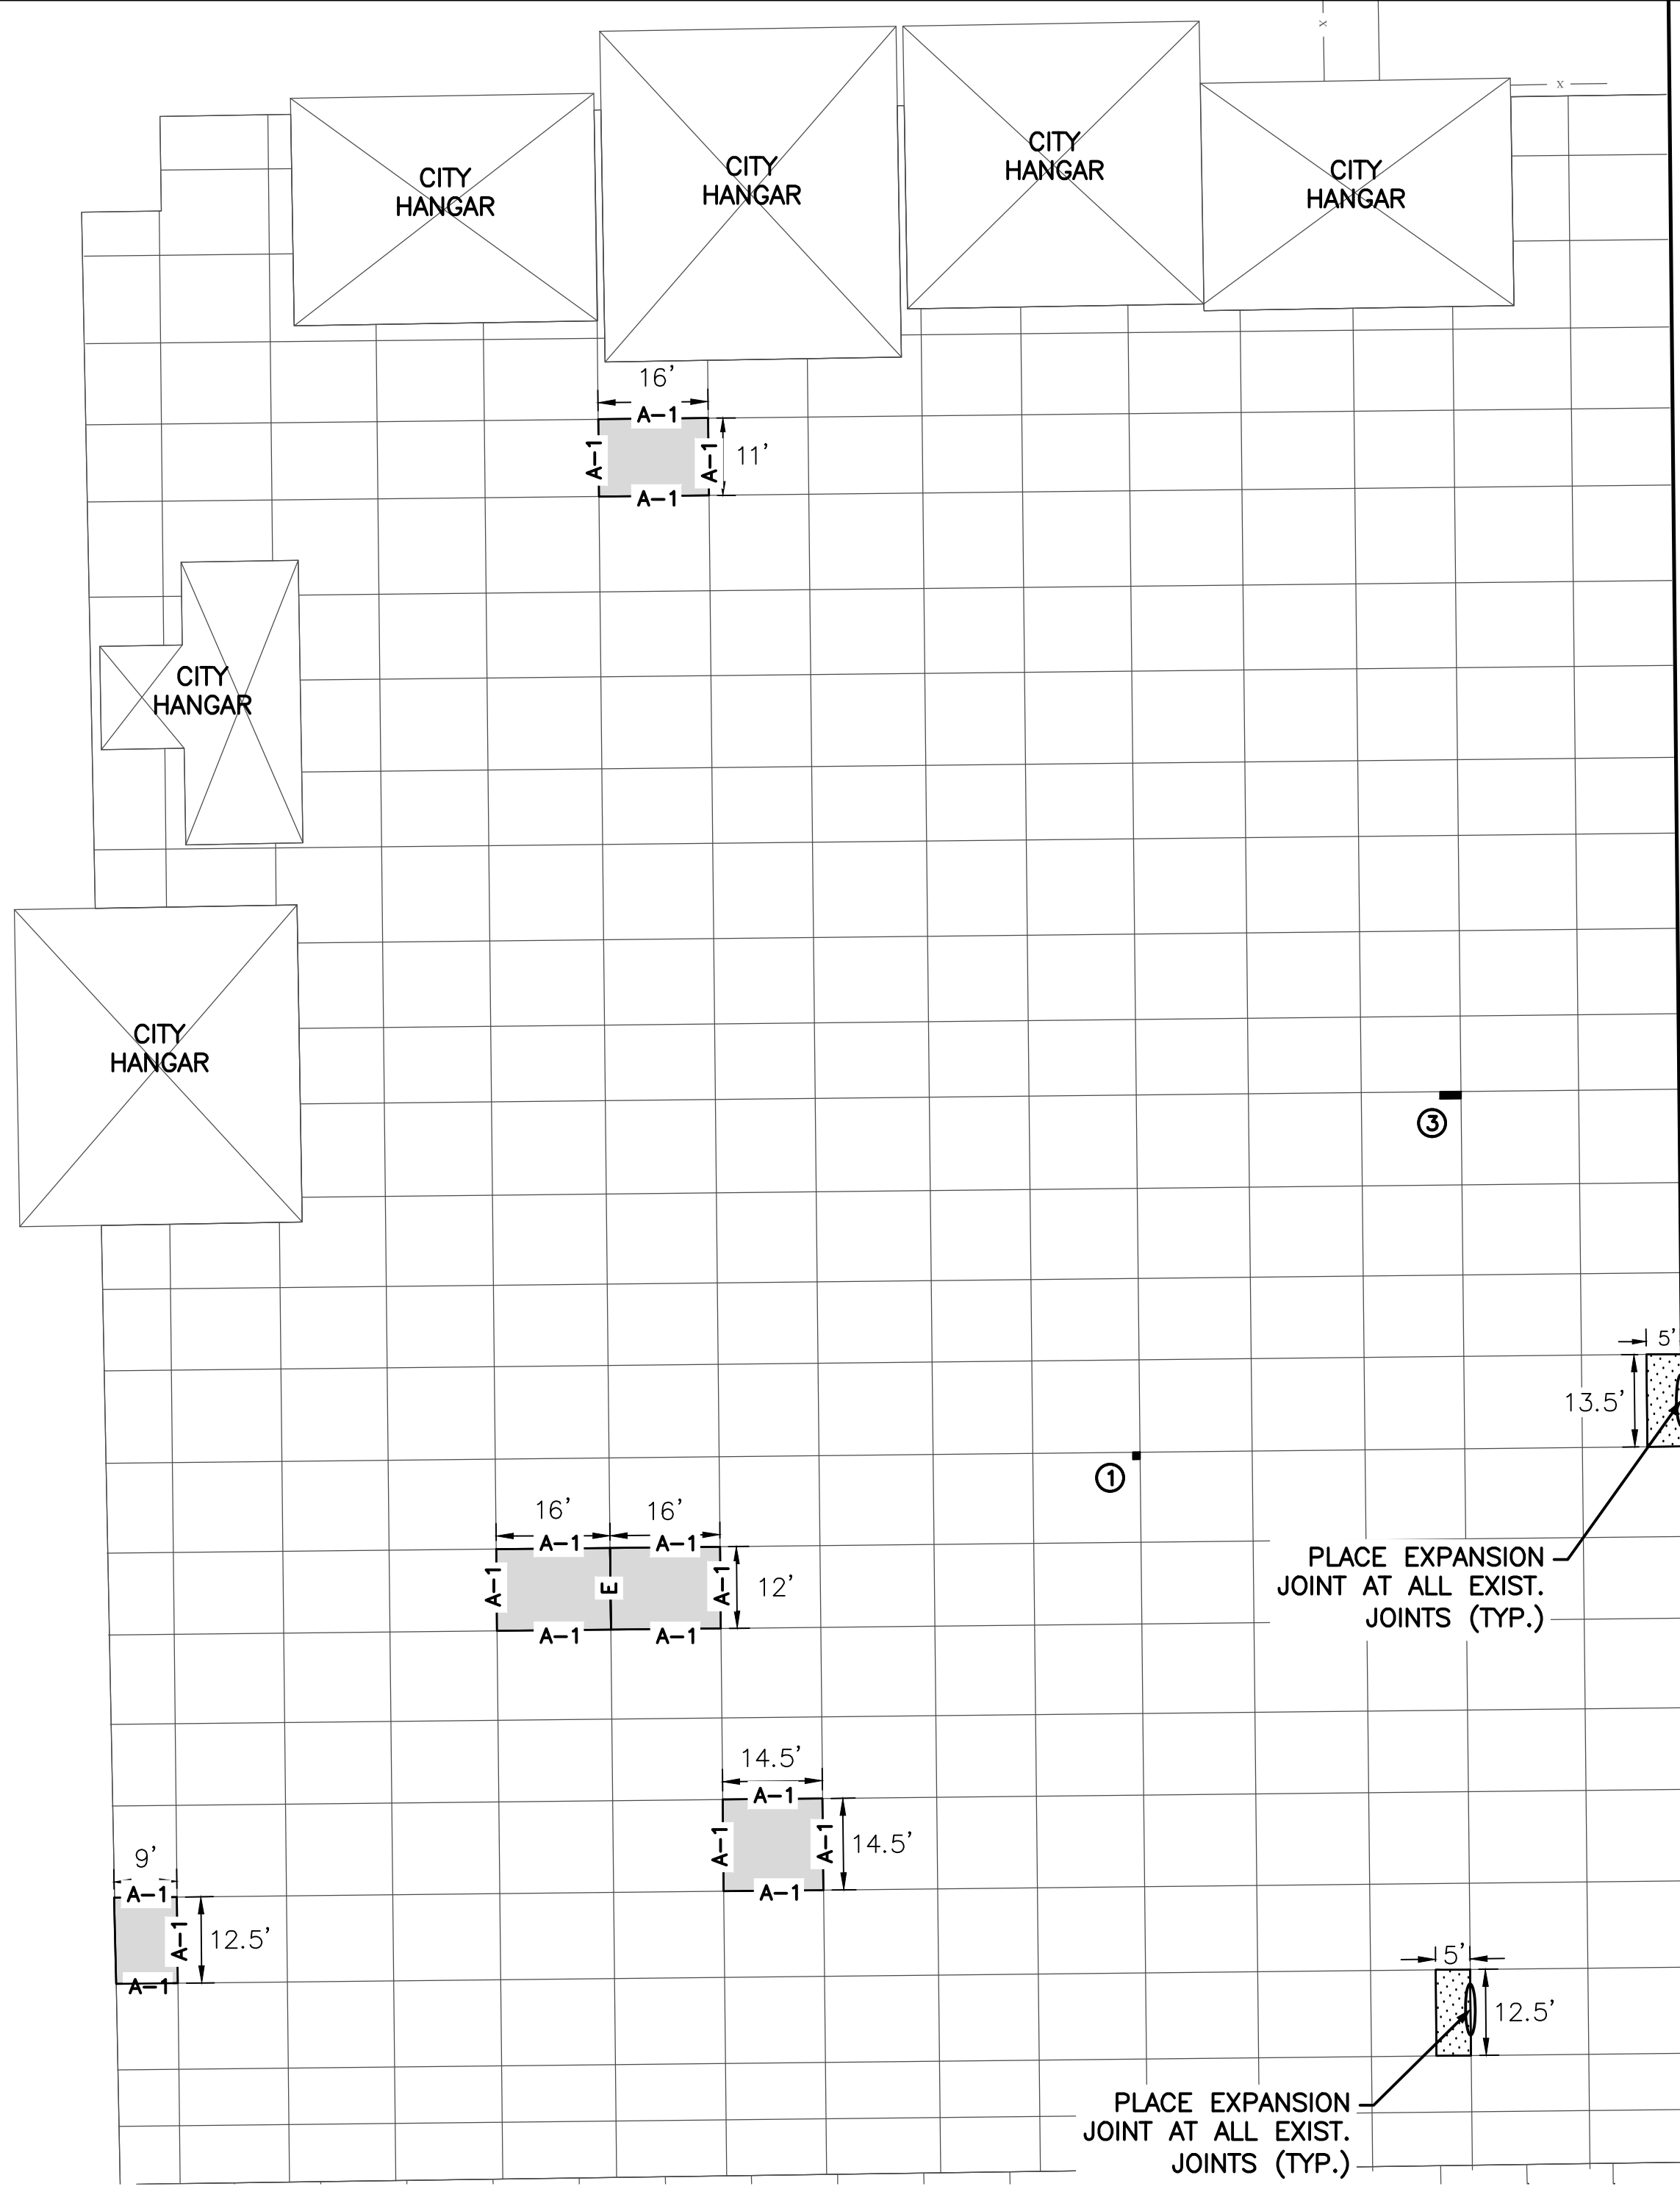 x
x
CITY
HANGAR
CITY
HANGAR
CITY
HANGAR
CITY
HANGAR
16'
A-1
A-1
A-1
11'
A-1
CITY
HANGAR
CITY
HANGAR
3
5'
13.5'
1
16'
16'
A-1
A-1
A-1
E
A-1
12'
A-1
A-1
PLACE EXPANSION
JOINT AT ALL EXIST.
JOINTS (TYP.)
14.5'
A-1
A-1
A-1
14.5'
A-1
9'
A-1
A-1
12.5'
A-1
5'
12.5'
PLACE EXPANSION
JOINT AT ALL EXIST.
JOINTS (TYP.)